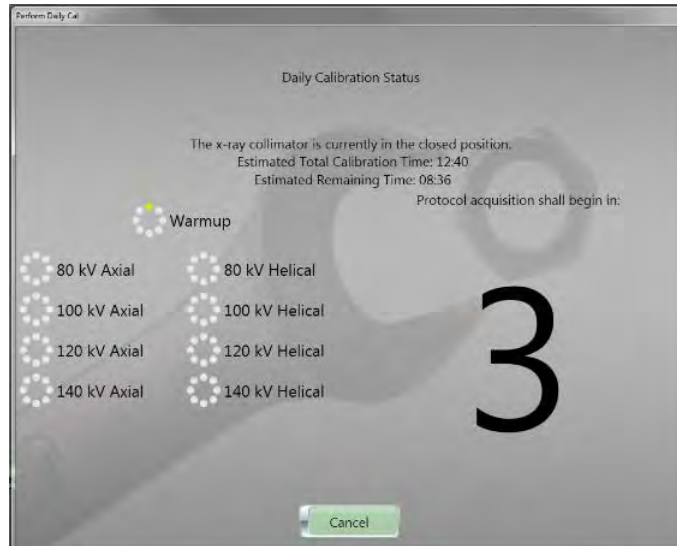 Perform Daily Cal
Daily Calibration Status
The x-ray collimator is currently in the closed position.
Estimated Total Calibration Time: 12:40
Estimated Remaining Time: 08:36
Protocol acquisition shall begin in:
Warmup
80 kV Axial
80 kV Helical
100 kV Axial
100 kV Helical
120 kV Axial
120 kV Helical
140 kV Axial
140 kV Helical
3
Cancel